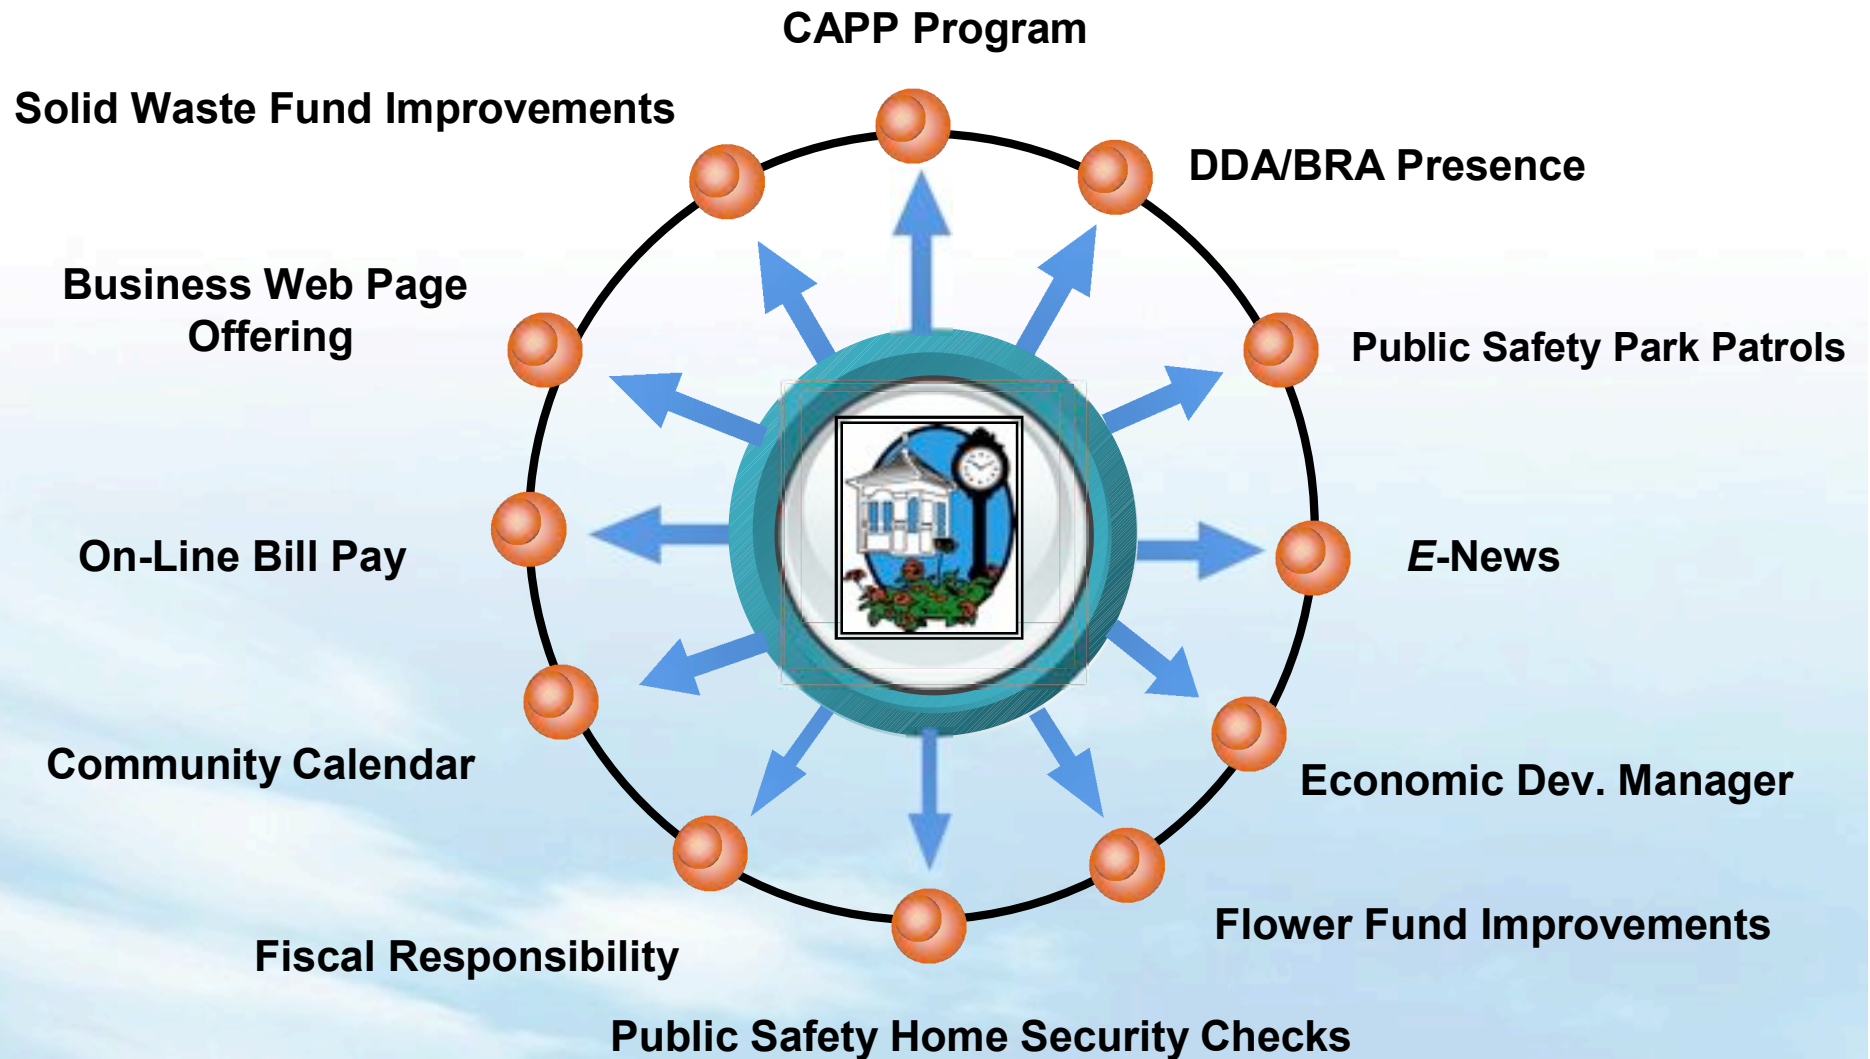 CAPP Program
Solid Waste Fund Improvements
DDA/BRA Presence
Business Web Page
Offering
Public Safety Park Patrols
On-Line Bill Pay
E-News
Community Calendar
Economic Dev. Manager
Fiscal Responsibility
Flower Fund Improvements
Public Safety Home Security Checks